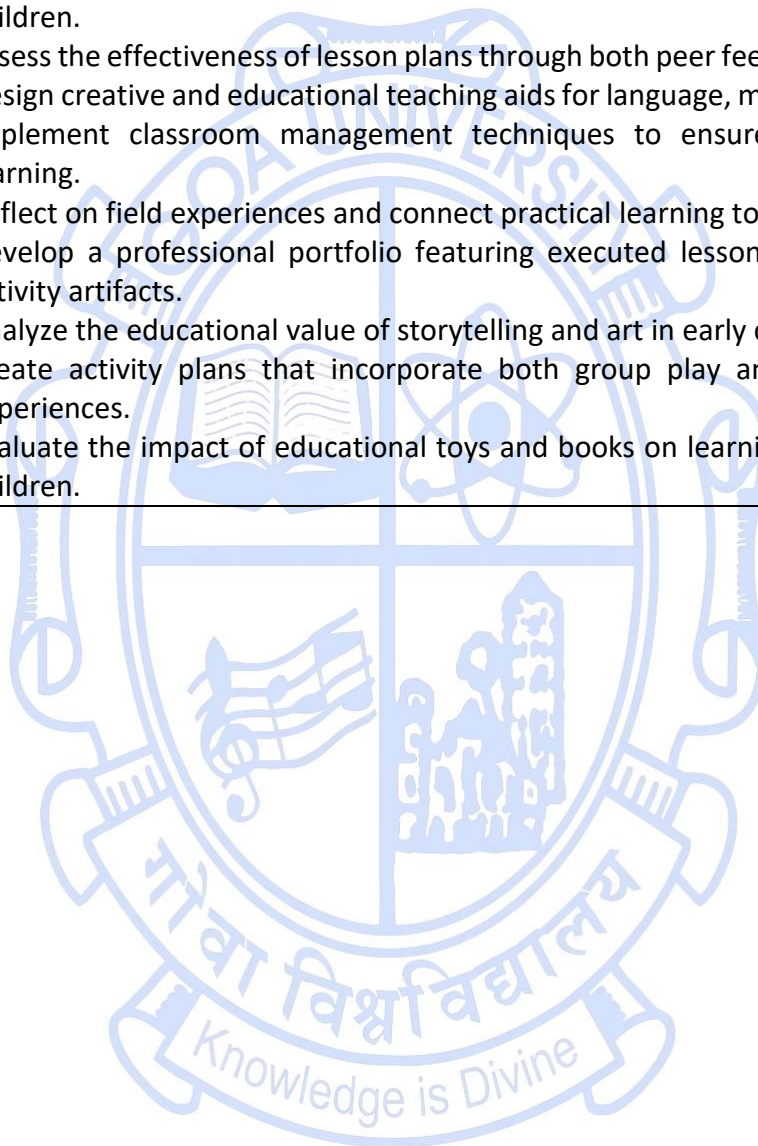 ildren.
sess the effectiveness of lesson plans through both peer fee
esign creative and educational teaching aids for language, m
plement classroom management techniques to ensure
arning.
flect on field experiences and connect practical learning to
evelop a professional portfolio featuring executed lesson
tivity artifacts.
nalyze the educational value of storytelling and art in early c
eate activity plans that incorporate both group play an
periences.
aluate the impact of educational toys and books on learni
ildren.
GOA UNIVERSITY
गोंवा विश्वविद्यालय
Knowledge is Divine